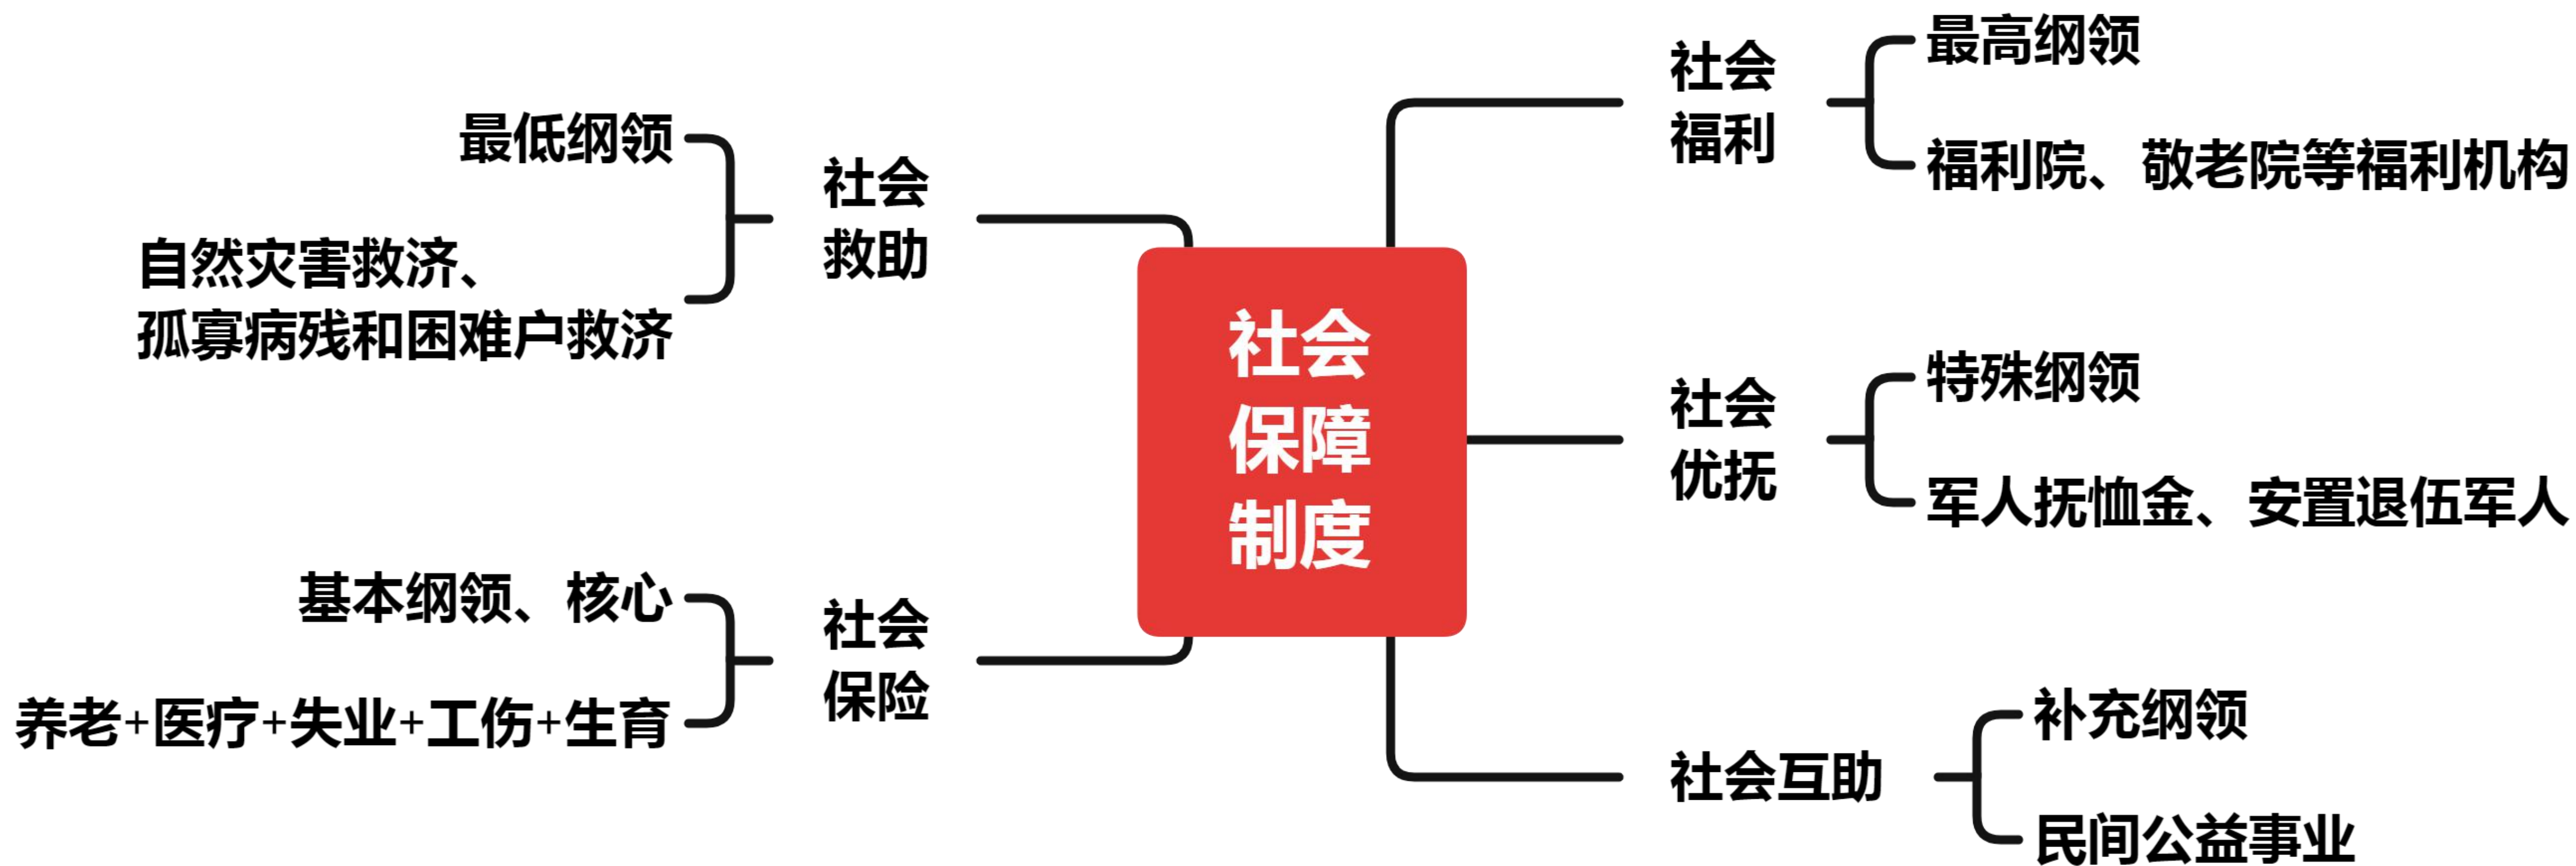 社会
保障
制度
社会
救助
最低纲领
自然灾害救济、
孤寡病残和困难户救济
社会
保险
基本纲领、核心
养老+医疗+失业+工伤+生育
社会
福利
最高纲领
福利院、敬老院等福利机构
社会
优抚
特殊纲领
军人抚恤金、安置退伍军人
社会互助
补充纲领
民间公益事业